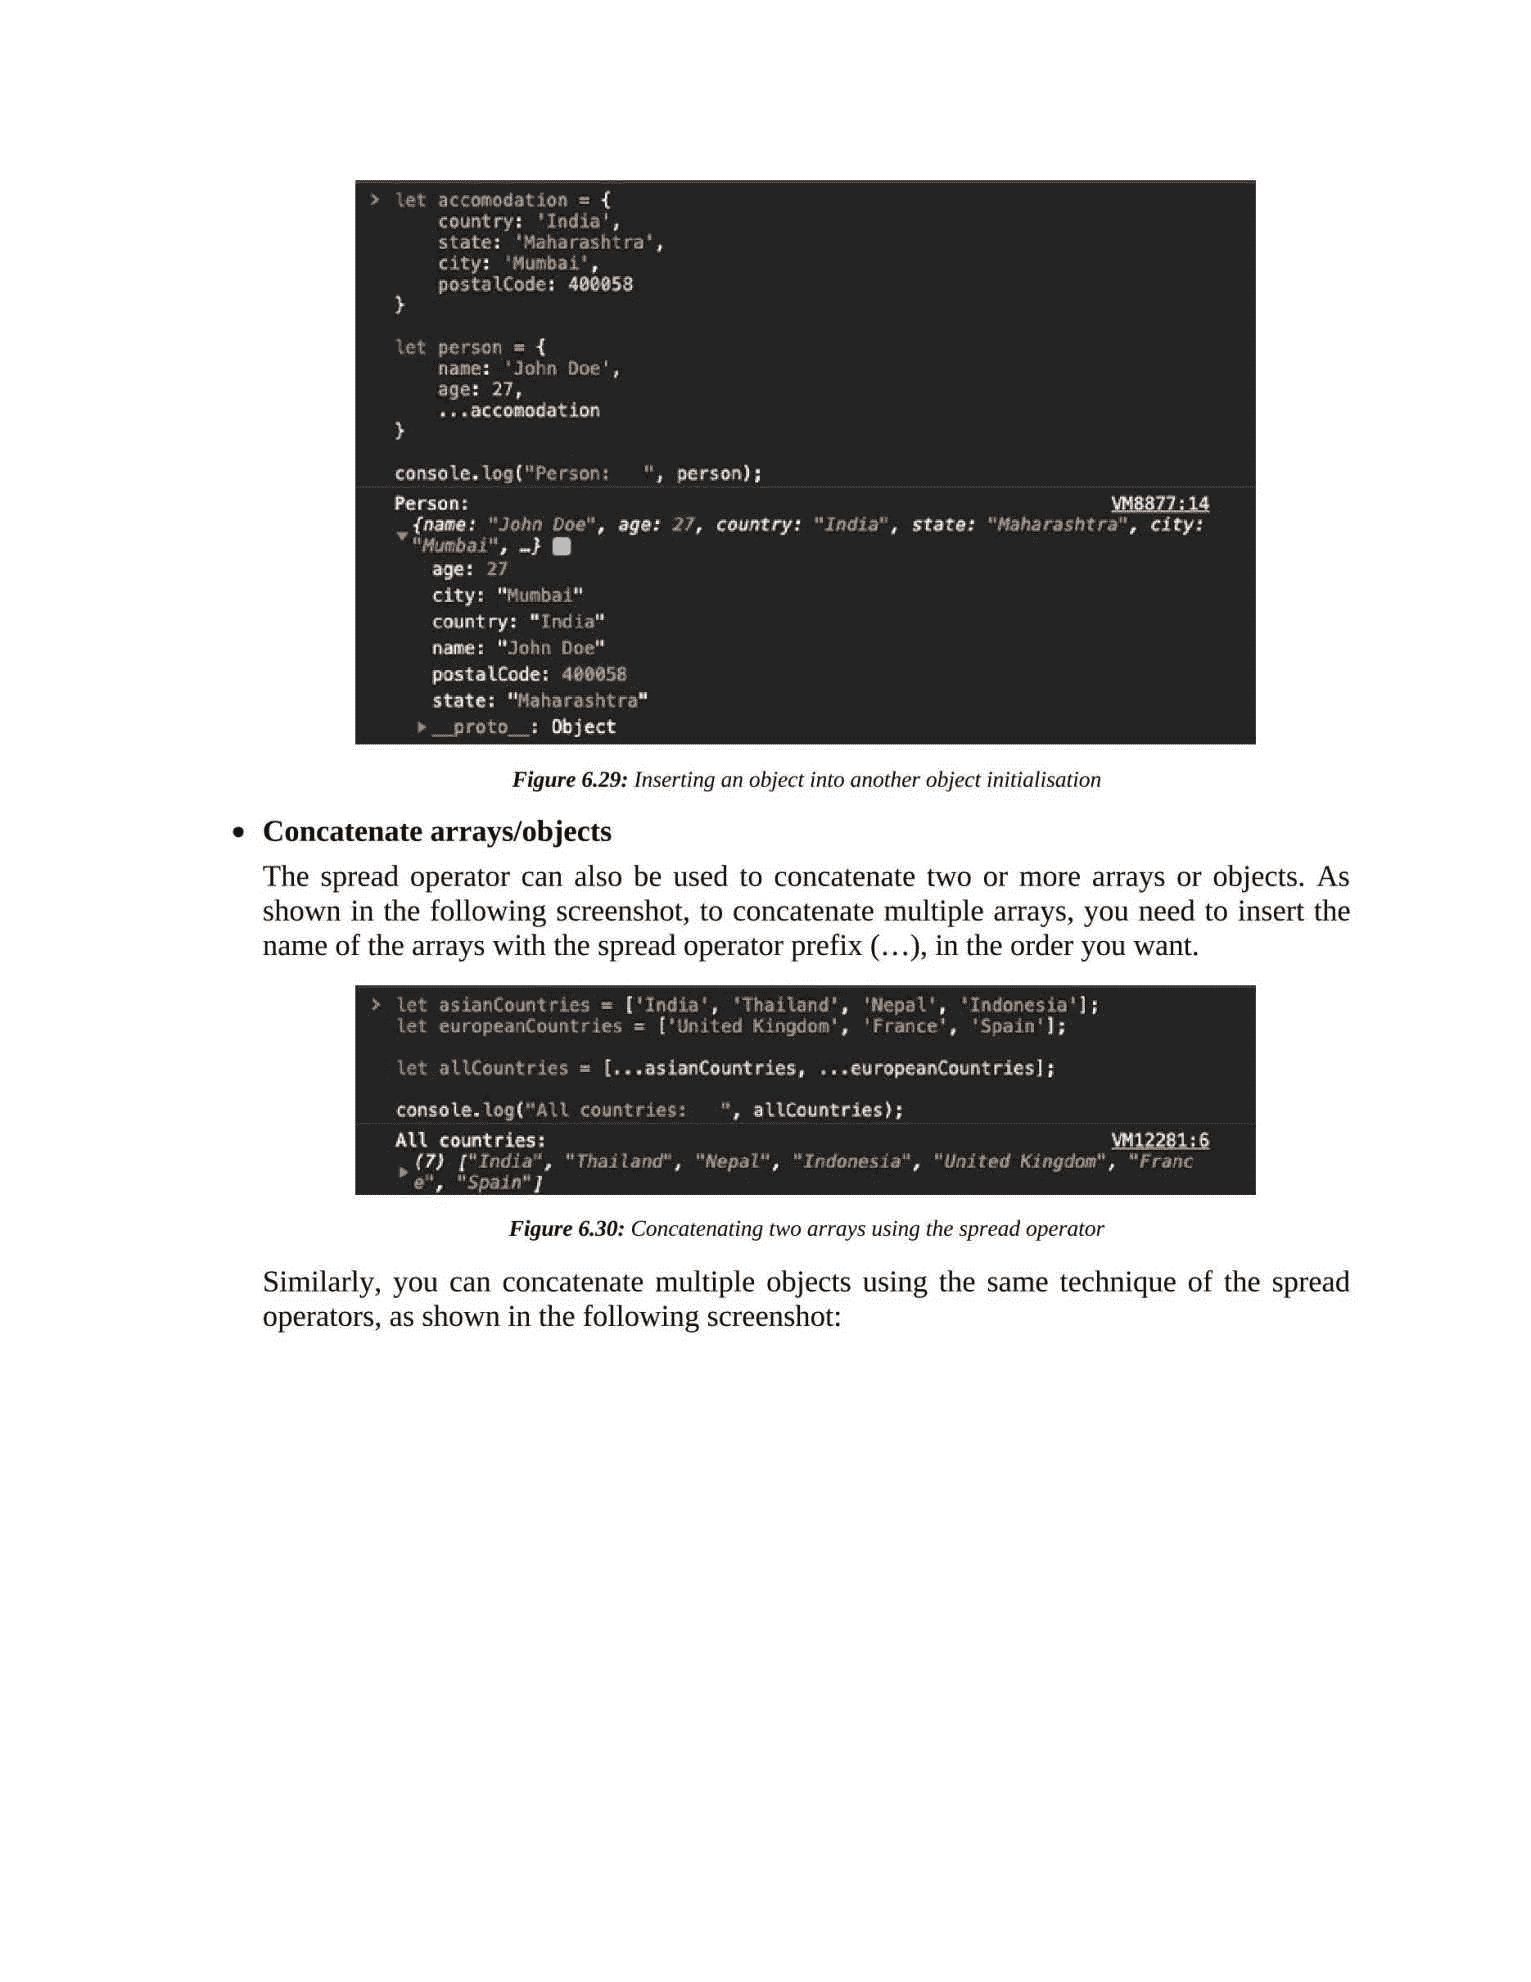 > let accomodation = {
country: 'India',
state: 'Maharashtra',
city: 'Mumbai',
postalCode: 400058
}
let person = {
name: 'John Doe',
age: 27,
...accomodation
}
console.log("Person:   ", person);
Person: VM8877:14
{name: "John Doe", age: 27, country: "India", state: "Maharashtra", city:
"Mumbai", …}
age: 27
city: "Mumbai"
country: "India"
name: "John Doe"
postalCode: 400058
state: "Maharashtra"
__proto__: Object
Figure 6.29: Inserting an object into another object initialisation
• Concatenate arrays/objects
The spread operator can also be used to concatenate two or more arrays or objects. As
shown in the following screenshot, to concatenate multiple arrays, you need to insert the
name of the arrays with the spread operator prefix (…), in the order you want.
> let asianCountries = ['India', 'Thailand', 'Nepal', 'Indonesia'];
let europeanCountries = ['United Kingdom', 'France', 'Spain'];
let allCountries = [...asianCountries, ...europeanCountries];
console.log("All countries:   ", allCountries);
All countries: VM12281:6
(7) ["India", "Thailand", "Nepal", "Indonesia", "United Kingdom", "Franc
e", "Spain"]
Figure 6.30: Concatenating two arrays using the spread operator
Similarly, you can concatenate multiple objects using the same technique of the spread
operators, as shown in the following screenshot: